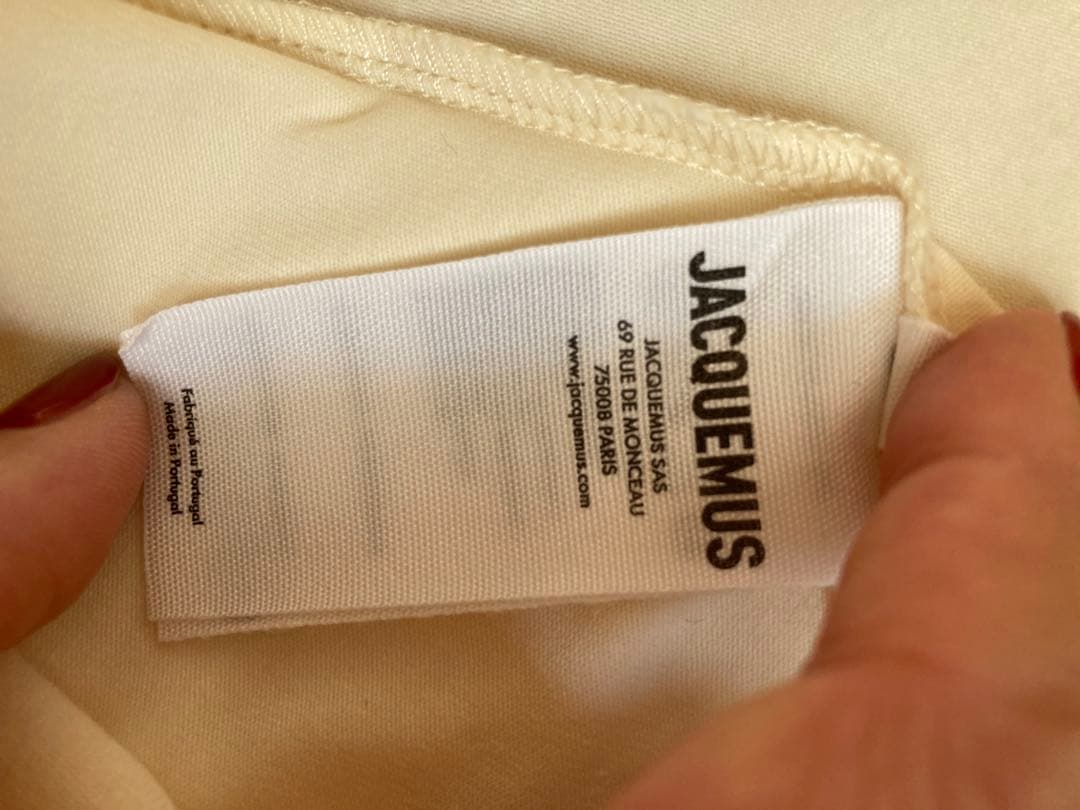 JACQUEMUS
JACQUEMUS SAS
69 RUE DE MONCEAU
75008 PARIS
www.jacquemus.com
Fabriqué au Portugal
Made in Portugal